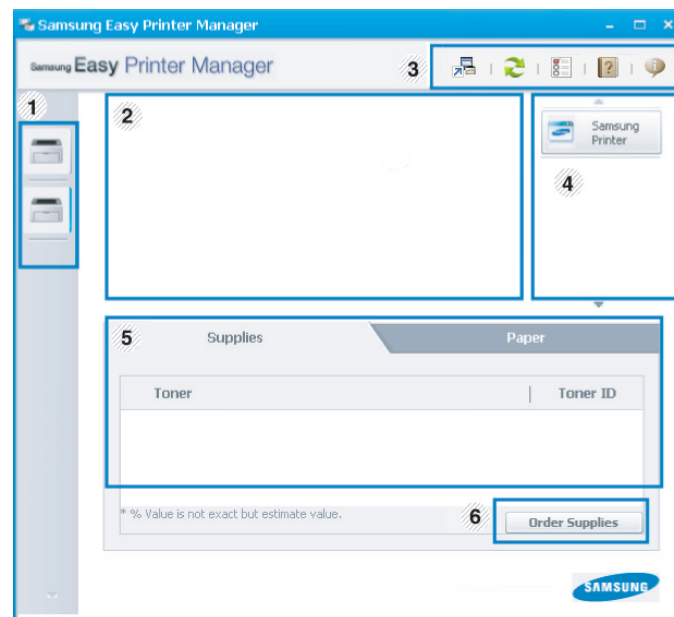 Samsung Easy Printer Manager
Samsung Easy Printer Manager
3
?
1
2
Samsung
Printer
4
5
Supplies
Paper
Toner
Toner ID
* % Value is not exact but estimate value.
6
Order Supplies
SAMSUNG